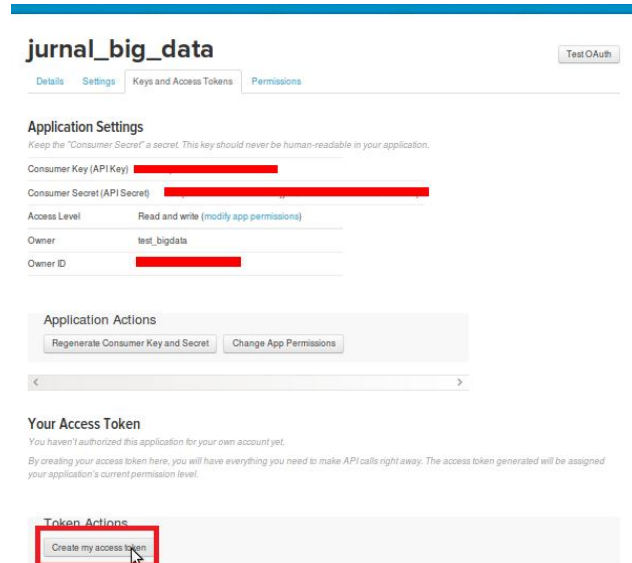 jurnal_big_data
Test OAuth
Details Settings Keys and Access Tokens Permissions
Application Settings
Keep the "Consumer Secret" a secret. This key should never be human-readable in your application.
Consumer Key (API Key)
Consumer Secret (API Secret)
Access Level Read and write (modify app permissions)
Owner test_bigdata
Owner ID
Application Actions
Regenerate Consumer Key and Secret Change App Permissions
Your Access Token
You haven't authorized this application for your own account yet.
By creating your access token here, you will have everything you need to make API calls right away. The access token generated will be assigned
your application's current permission level.
Token Actions
Create my access token